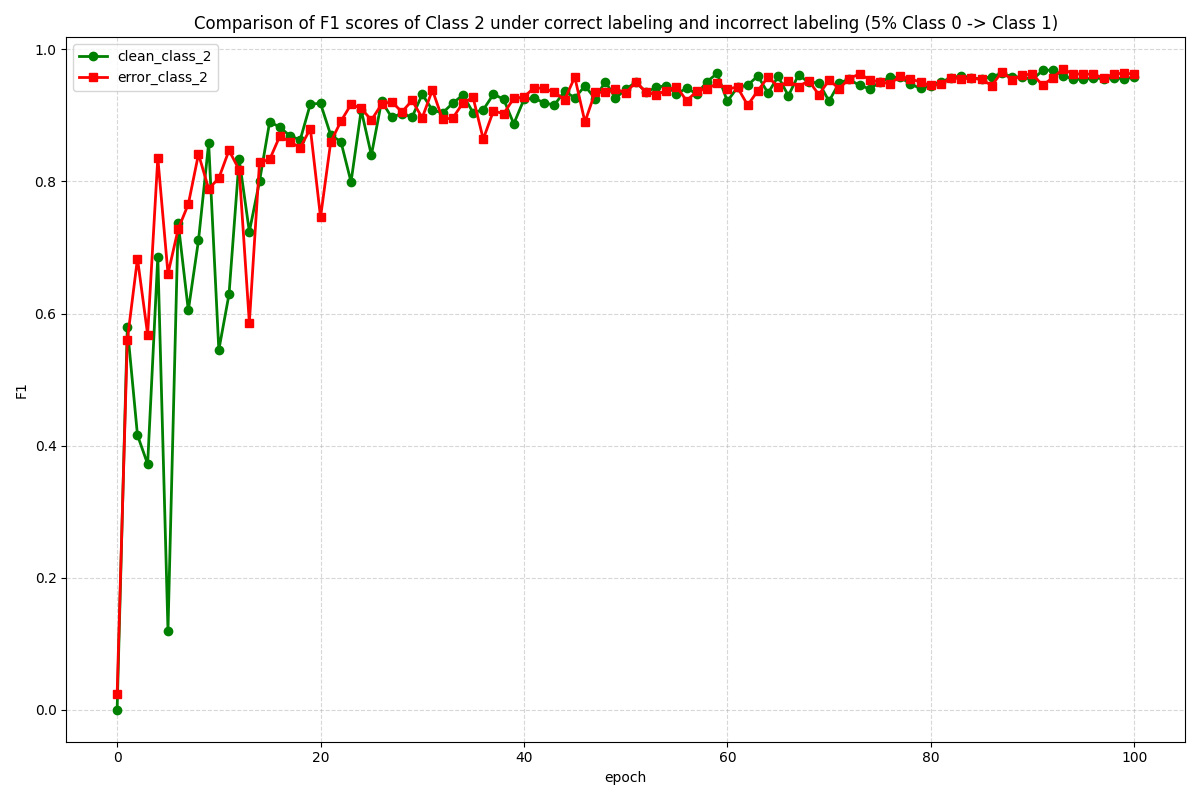 Comparison of F1 scores of Class 2 under correct labeling and incorrect labeling (5% Class 0 -> Class 1)
clean_class_2
error_class_2
1.0
0.8
0.6
0.4
0.2
0.0
F1
0 20 40 60 80 100
epoch